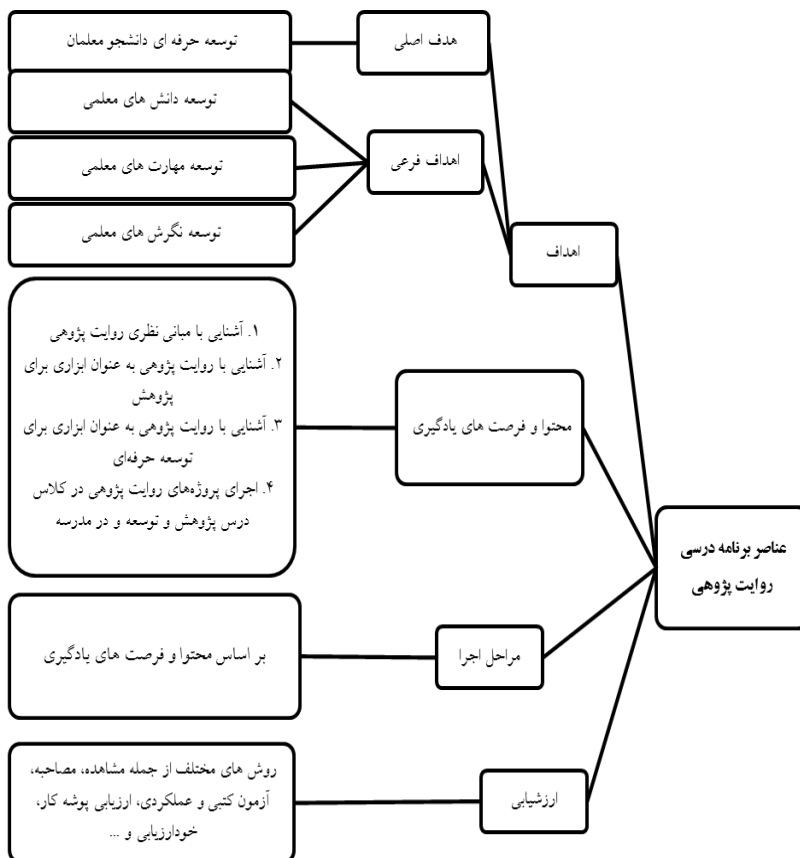 عناصر برنامه درسی
روایت پژوهی
اهداف
هدف اصلی
توسعه حرفه ای دانشجو معلمان
اهداف فرعی
توسعه دانش های معلمی
توسعه مهارت های معلمی
توسعه نگرش های معلمی
محتوا و فرصت های یادگیری
۱. آشنایی با مبانی نظری روایت پژوهی
۲. آشنایی با روایت پژوهی به عنوان ابزاری برای
پژوهش
۳. آشنایی با روایت پژوهی به عنوان ابزاری برای
توسعه حرفه‌ای
۴. اجرای پروژه‌های روایت پژوهی در کلاس
درس پژوهش و توسعه و در مدرسه
مراحل اجرا
بر اساس محتوا و فرصت های یادگیری
ارزشیابی
روش های مختلف از جمله مشاهده، مصاحبه،
آزمون کتبی و عملکردی، ارزیابی پوشه کار،
خودارزیابی و ...